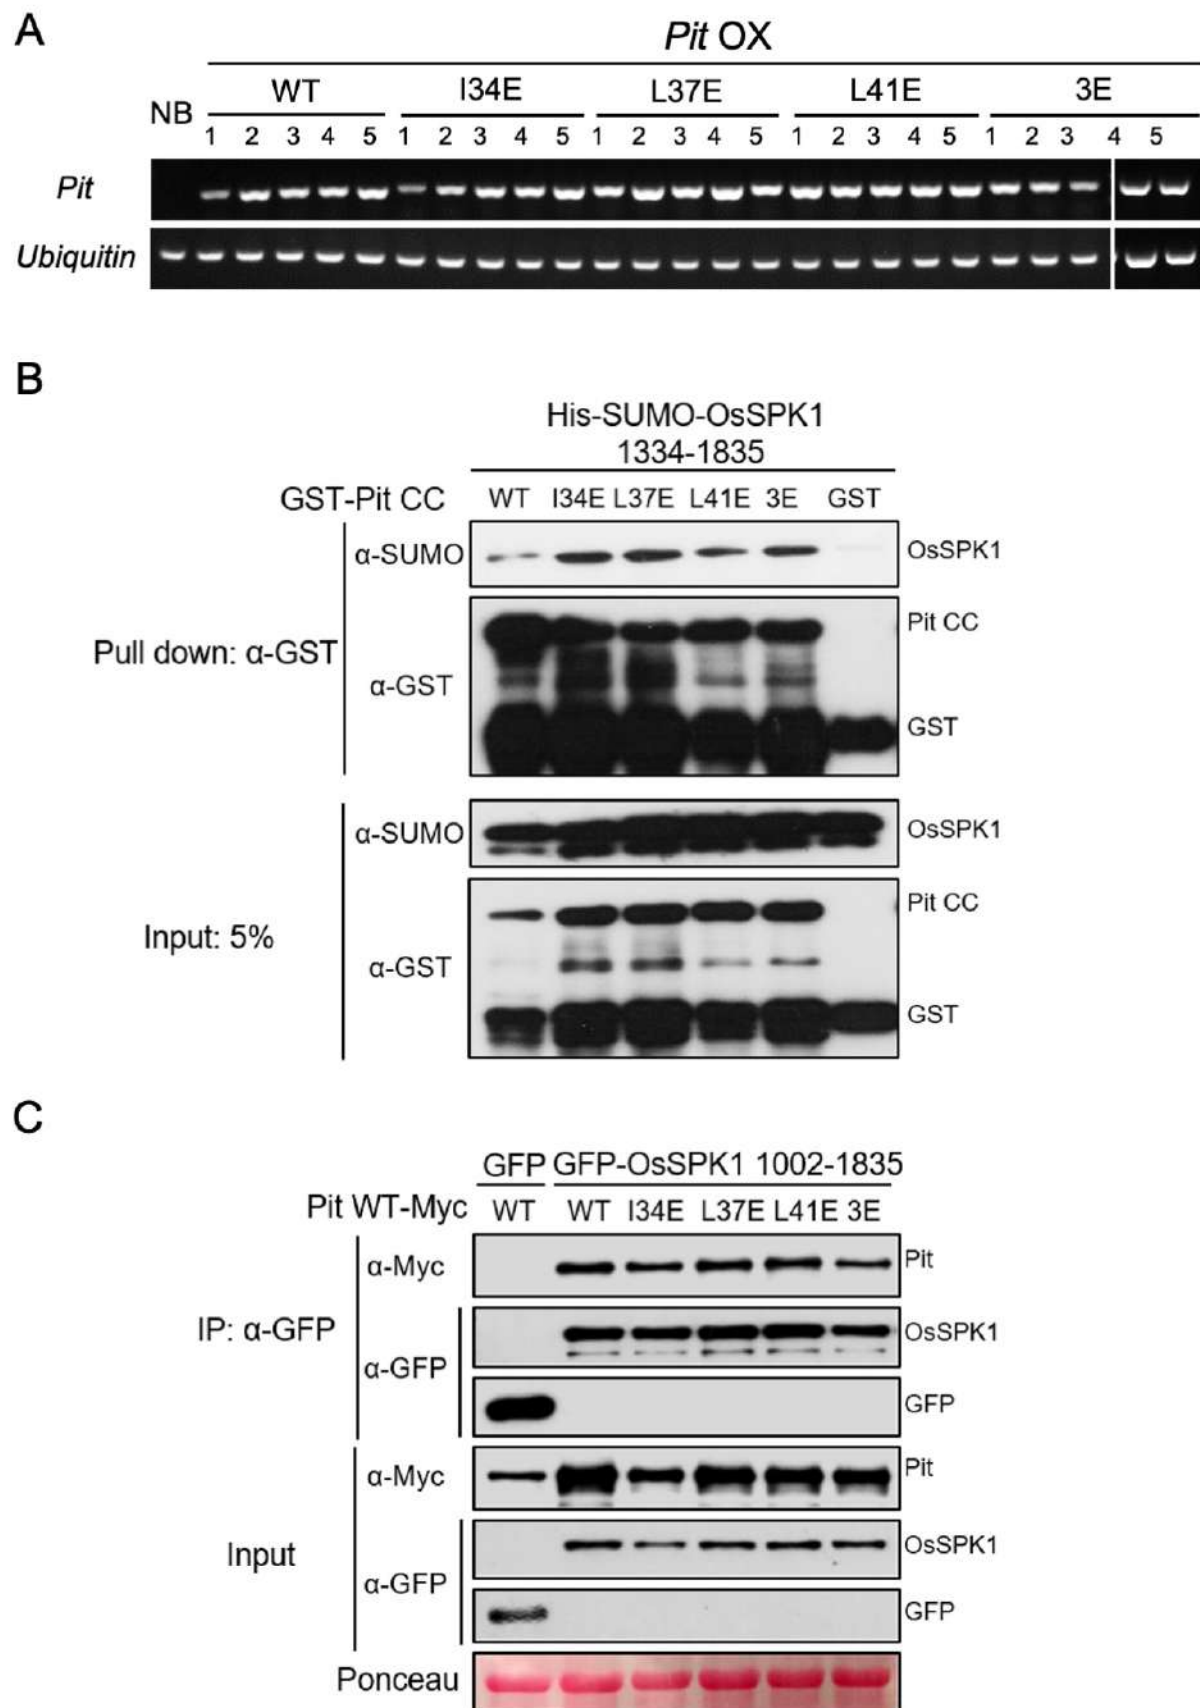 A
Pit OX
NB WT I34E L37E L41E 3E
1 2 3 4 5 1 2 3 4 5 1 2 3 4 5 1 2 3 4 5 1 2 3 4 5
Pit
Ubiquitin
B
His-SUMO-OsSPK1
1334-1835
GST-Pit CC WT I34E L37E L41E 3E GST
α-SUMO OsSPK1
Pull down: α-GST
Pit CC
α-GST
GST
α-SUMO OsSPK1
Input: 5%
Pit CC
α-GST
GST
C
GFP GFP-OsSPK1 1002-1835
Pit WT-Myc WT WT I34E L37E L41E 3E
α-Myc Pit
IP: α-GFP
OsSPK1
α-GFP
GFP
α-Myc Pit
Input
OsSPK1
α-GFP
GFP
Ponceau